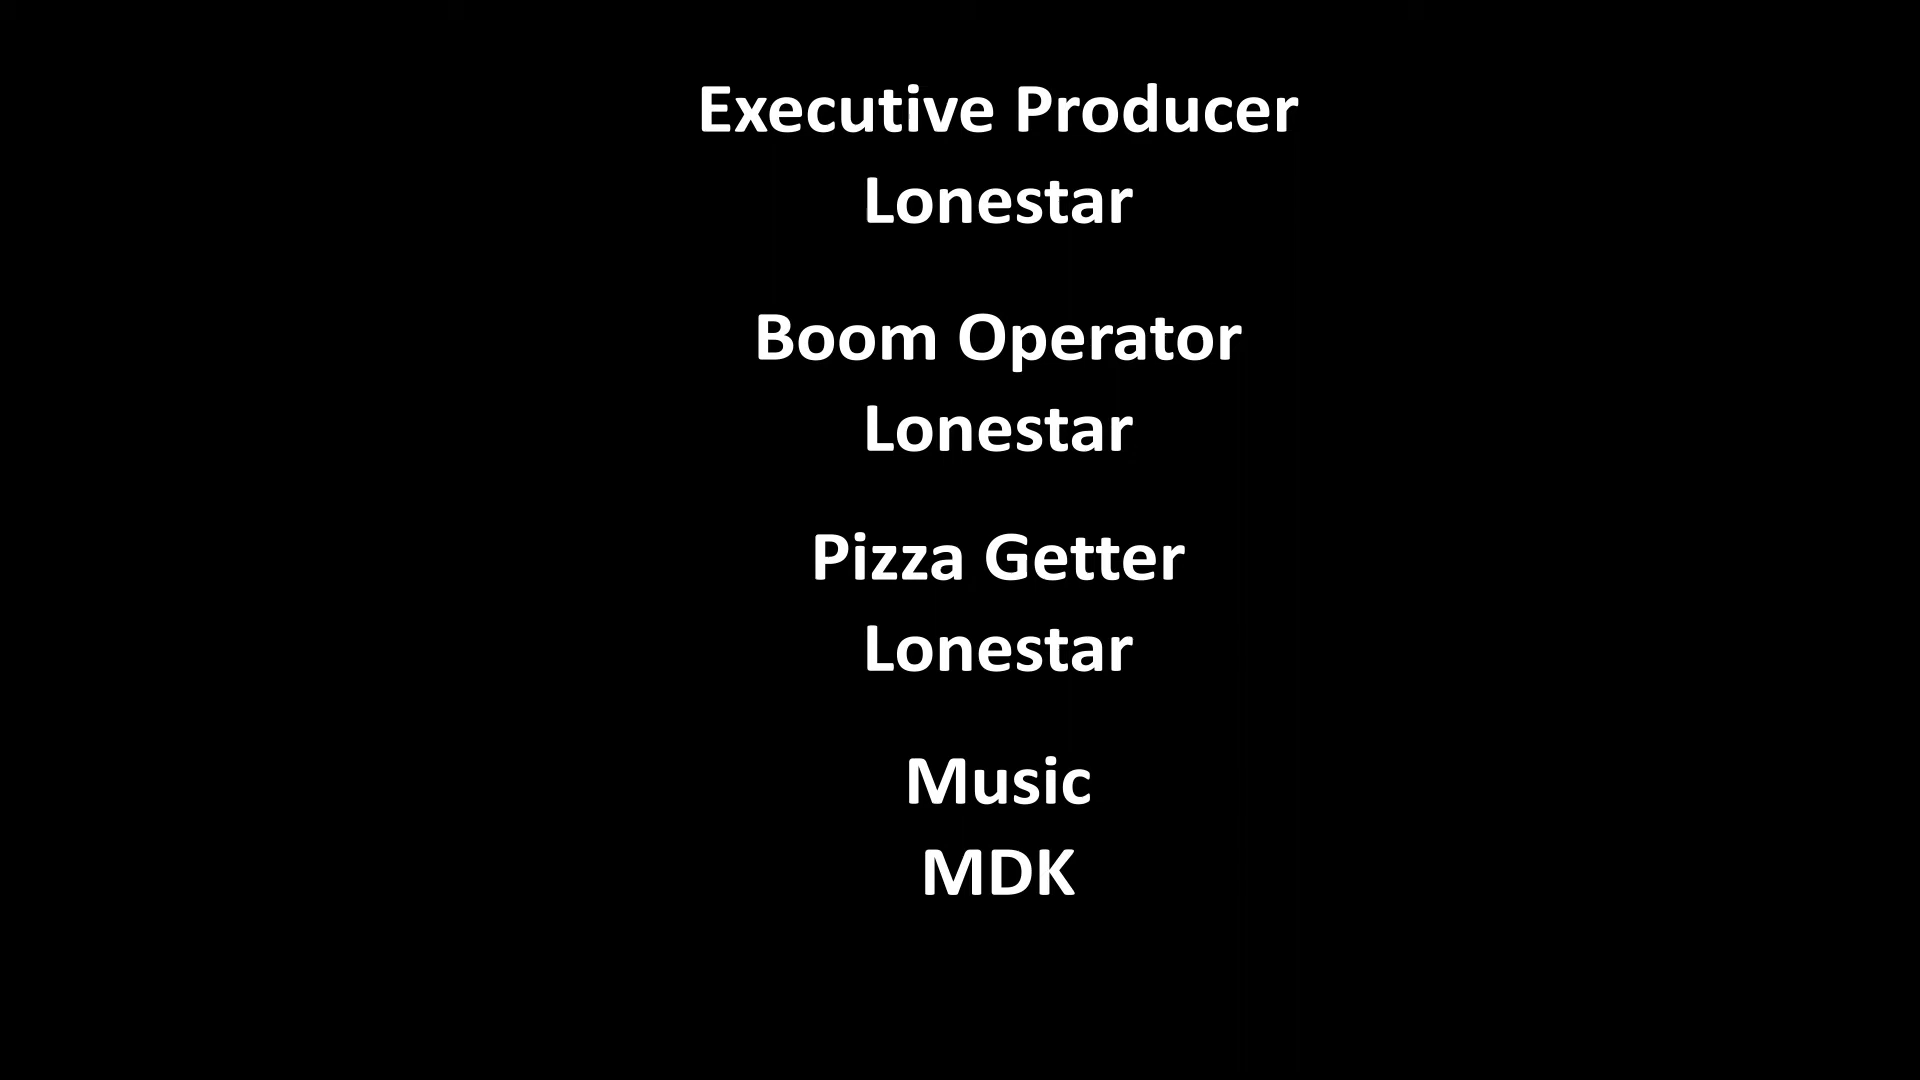 Executive Producer
Lonestar
Boom Operator
Lonestar
Pizza Getter
Lonestar
Music
MDK